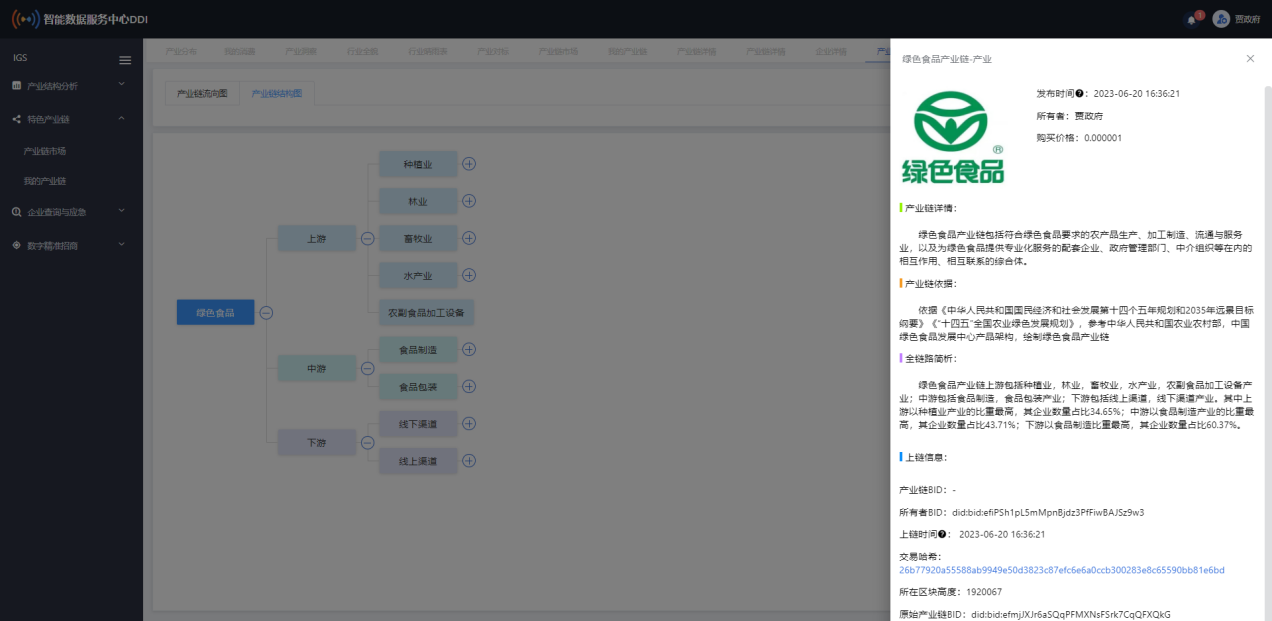 智能数据服务中心DDI
1
贾政府
IGS
产业结构分析
特色产业链
产业链市场
我的产业链
企业查询与应急
数字精准招商
产业分布
产业洞察
行业全貌
产业对标
产业链市场
我的产业链
产业链详情
产业链详情
企业详情
产业
产业链流向图
产业链结构图
绿色食品
上游
种植业
林业
畜牧业
水产业
农副食品加工设备
中游
食品制造
食品包装
下游
线下渠道
线上渠道
绿色食品产业链-产业
绿色食品
®
发布时间?：2023-06-20 16:36:21
所有者：贾政府
购买价格：0.000001
产业链详情：
绿色食品产业链包括符合绿色食品要求的农产品生产、加工制造、流通与服务
业，以及为绿色食品提供专业化服务的配套企业、政府管理部门、中介组织等在内的
相互作用、相互联系的综合体。
产业链依据：
依据《中华人民共和国国民经济和社会发展第十四个五年规划和2035年远景目标
纲要》《“十四五”全国农业绿色发展规划》，参考中华人民共和国农业农村部，中国
绿色食品发展中心产品架构，绘制绿色食品产业链
全链路简析：
绿色食品产业链上游包括种植业，林业，畜牧业，水产业，农副食品加工设备产
业；中游包括食品制造，食品包装产业；下游包括线上渠道，线下渠道产业。其中上
游以种植业产业的比重最高，其企业数量占比34.65%；中游以食品制造产业的比重最
高，其企业数量占比43.71%；下游以食品制造比重最高，其企业数量占比60.37%。
上链信息：
产业链BID：-
所有者BID：did:bid:efiPSh1pL5mMpnBjdz3PfFiwBAJSz9w3
上链时间?： 2023-06-20 16:36:21
交易哈希：
26b77920a55588ab9949e50d3823c87efc6e6a0ccb300283e8c65590bb81e6bd
所在区块高度：1920067
原始产业链BID：did:bid:efmjJXJr6aSQqPFMXNsFSrk7CqQFXQkG